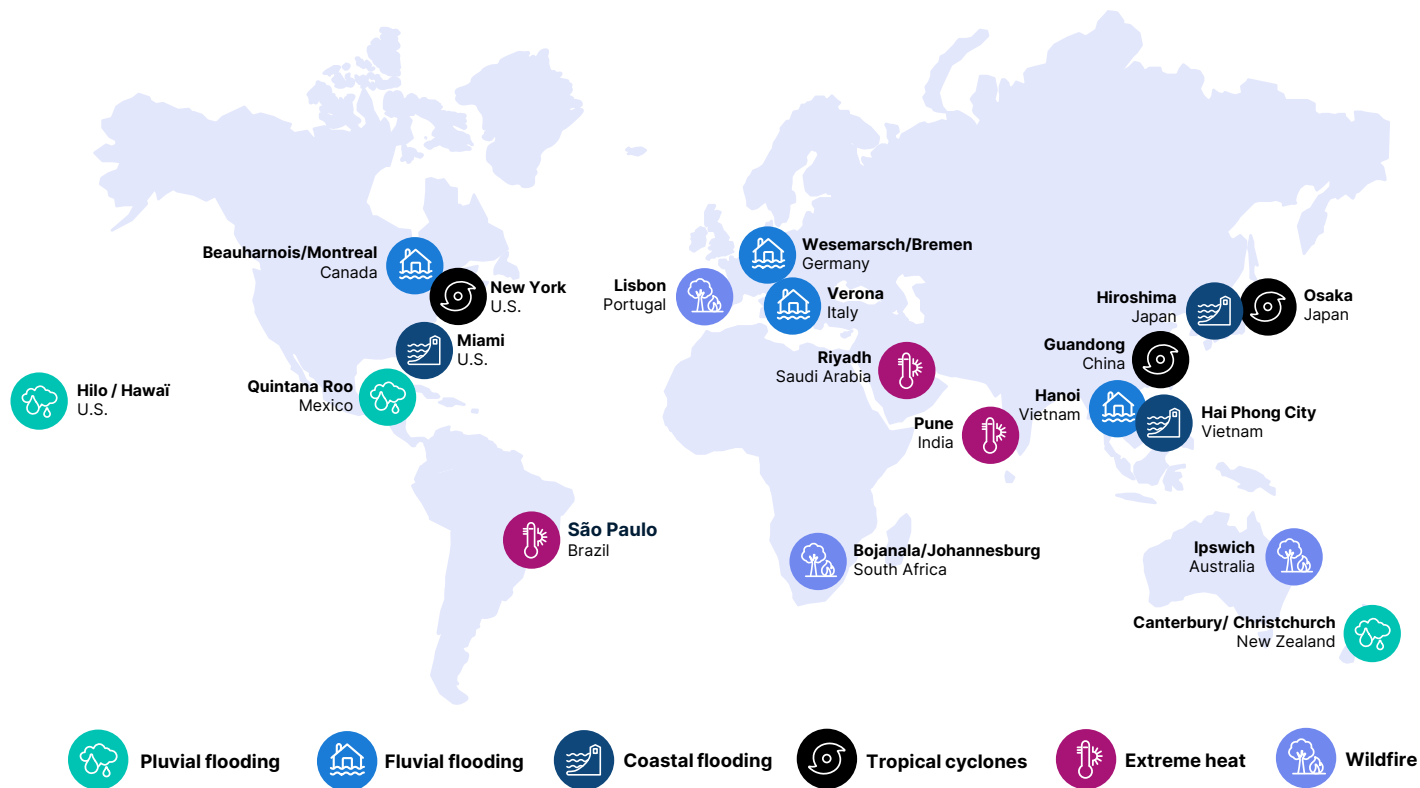 Beauharnois/Montreal
Canada
New York
U.S.
Miami
U.S.
Hilo / Hawaï
U.S.
Quintana Roo
Mexico
São Paulo
Brazil
Lisbon
Portugal
Wesemarsch/Bremen
Germany
Verona
Italy
Riyadh
Saudi Arabia
Pune
India
Bojanala/Johannesburg
South Africa
Hiroshima
Japan
Osaka
Japan
Guandong
China
Hanoi
Vietnam
Hai Phong City
Vietnam
Ipswich
Australia
Canterbury/ Christchurch
New Zealand
Pluvial flooding
Fluvial flooding
Coastal flooding
Tropical cyclones
Extreme heat
Wildfire